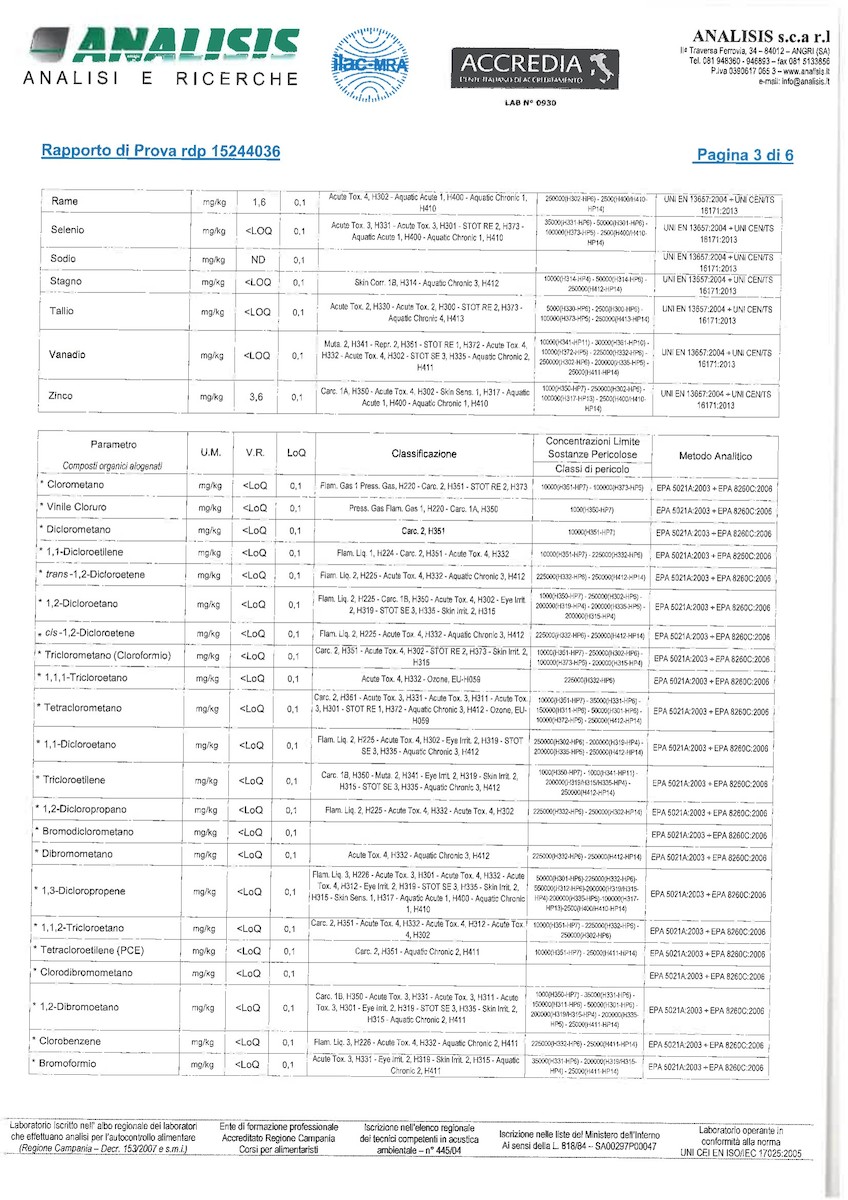 ANALISIS
ANALISI E RICERCHE
ilac-MRA
ACCREDIA
L'ENTE ITALIANO DI ACCREDITAMENTO
LAB N° 0930
ANALISIS s.c.a r.l
II^ Traversa Ferrovia, 34 – 84012 – ANGRI (SA)
Tel. 081 948360 - 946893 – fax 081 5133656
P.iva 0390617 065 3 – www.analisis.it
e-mail: info@analisis.it
Rapporto di Prova rdp 15244036
Pagina 3 di 6
Rame mg/kg 1,6 0,1 Acute Tox. 4, H302 - Aquatic Acute 1, H400 - Aquatic Chronic 1, H410 250000(H302-HP6) - 2500(H400/H410-HP14) UNI EN 13657:2004 + UNI CEN/TS 16171:2013
Selenio mg/kg <LOQ 0,1 Acute Tox. 3, H331 - Acute Tox. 3, H301 - STOT RE 2, H373 - Aquatic Acute 1, H400 - Aquatic Chronic 1, H410 35000(H331-HP6) - 50000(H301-HP6) - 100000(H373-HP5) - 2500(H400/H410-HP14) UNI EN 13657:2004 + UNI CEN/TS 16171:2013
Sodio mg/kg ND 0,1 UNI EN 13657:2004 + UNI CEN/TS 16171:2013
Stagno mg/kg <LOQ 0,1 Skin Corr. 1B, H314 - Aquatic Chronic 3, H412 10000(H314-HP4) - 50000(H314-HP8) - 250000(H412-HP14) UNI EN 13657:2004 + UNI CEN/TS 16171:2013
Tallio mg/kg <LOQ 0,1 Acute Tox. 2, H330 - Acute Tox. 2, H300 - STOT RE 2, H373 - Aquatic Chronic 4, H413 5000(H330-HP6) - 2500(H300-HP6) - 100000(H373-HP5) - 250000(H413-HP14) UNI EN 13657:2004 + UNI CEN/TS 16171:2013
Vanadio mg/kg <LOQ 0,1 Muta. 2, H341 - Repr. 2, H361 - STOT RE 1, H372 - Acute Tox. 4, H332 - Acute Tox. 4, H302 - STOT SE 3, H335 - Aquatic Chronic 2, H411 10000(H341-HP11) - 30000(H361-HP10) - 10000(H372-HP5) - 225000(H332-HP6) - 250000(H302-HP6) - 200000(H335-HP5) - 25000(H411-HP14) UNI EN 13657:2004 + UNI CEN/TS 16171:2013
Zinco mg/kg 3,6 0,1 Carc. 1A, H350 - Acute Tox. 4, H302 - Skin Sens. 1, H317 - Aquatic Acute 1, H400 - Aquatic Chronic 1, H410 1000(H350-HP7) - 250000(H302-HP6) - 100000(H317-HP13) - 2500(H400/H410-HP14) UNI EN 13657:2004 + UNI CEN/TS 16171:2013
Parametro
Composti organici alogenati
U.M. V.R. LoQ Classificazione
Concentrazioni Limite
Sostanze Pericolose
Classi di pericolo
Metodo Analitico
* Clorometano mg/kg <LoQ 0,1 Flam. Gas 1 Press. Gas, H220 - Carc. 2, H351 - STOT RE 2, H373 10000(H351-HP7) - 100000(H373-HP5) EPA 5021A:2003 + EPA 8260C:2006
* Vinile Cloruro mg/kg <LoQ 0,1 Press. Gas Flam. Gas 1, H220 - Carc. 1A, H350 1000(H350-HP7) EPA 5021A:2003 + EPA 8260C:2006
* Diclorometano mg/kg <LoQ 0,1 Carc. 2, H351 10000(H351-HP7) EPA 5021A:2003 + EPA 8260C:2006
* 1,1-Dicloroetilene mg/kg <LoQ 0,1 Flam. Liq. 1, H224 - Carc. 2, H351 - Acute Tox. 4, H332 10000(H351-HP7) - 225000(H332-HP6) EPA 5021A:2003 + EPA 8260C:2006
* trans-1,2-Dicloroetene mg/kg <LoQ 0,1 Flam. Liq. 2, H225 - Acute Tox. 4, H332 - Aquatic Chronic 3, H412 225000(H332-HP6) - 250000(H412-HP14) EPA 5021A:2003 + EPA 8260C:2006
* 1,2-Dicloroetano mg/kg <LoQ 0,1 Flam. Liq. 2, H225 - Carc. 1B, H350 - Acute Tox. 4, H302 - Eye Irrit. 2, H319 - STOT SE 3, H335 - Skin Irrit. 2, H315 1000(H350-HP7) - 250000(H302-HP6) - 200000(H319-HP4) - 200000(H335-HP5) - 200000(H315-HP4) EPA 5021A:2003 + EPA 8260C:2006
* cis-1,2-Dicloroetene mg/kg <LoQ 0,1 Flam. Liq. 2, H225 - Acute Tox. 4, H332 - Aquatic Chronic 3, H412 225000(H332-HP6) - 250000(H412-HP14) EPA 5021A:2003 + EPA 8260C:2006
* Triclorometano (Cloroformio) mg/kg <LoQ 0,1 Carc. 2, H351 - Acute Tox. 4, H302 - STOT RE 2, H373 - Skin Irrit. 2, H315 10000(H351-HP7) - 250000(H302-HP6) - 100000(H373-HP5) - 200000(H315-HP4) EPA 5021A:2003 + EPA 8260C:2006
* 1,1,1-Tricloroetano mg/kg <LoQ 0,1 Acute Tox. 4, H332 - Ozone, EU-H059 225000(H332-HP6) EPA 5021A:2003 + EPA 8260C:2006
* Tetraclorometano mg/kg <LoQ 0,1 Carc. 2, H351 - Acute Tox. 3, H331 - Acute Tox. 3, H311 - Acute Tox. 3, H301 - STOT RE 1, H372 - Aquatic Chronic 3, H412 - Ozone, EU-H059 10000(H351-HP7) - 35000(H331-HP6) - 150000(H311-HP6) - 50000(H301-HP6) - 10000(H372-HP5) - 250000(H412-HP14) EPA 5021A:2003 + EPA 8260C:2006
* 1,1-Dicloroetano mg/kg <LoQ 0,1 Flam. Liq. 2, H225 - Acute Tox. 4, H302 - Eye Irrit. 2, H319 - STOT SE 3, H335 - Aquatic Chronic 3, H412 250000(H302-HP6) - 200000(H319-HP4) - 200000(H335-HP5) - 250000(H412-HP14) EPA 5021A:2003 + EPA 8260C:2006
* Tricloroetilene mg/kg <LoQ 0,1 Carc. 1B, H350 - Muta. 2, H341 - Eye Irrit. 2, H319 - Skin Irrit. 2, H315 - STOT SE 3, H335 - Aquatic Chronic 3, H412 1000(H350-HP7) - 1000(H341-HP11) - 200000(H319/H315/H335-HP4) - 250000(H412-HP14) EPA 5021A:2003 + EPA 8260C:2006
* 1,2-Dicloropropano mg/kg <LoQ 0,1 Flam. Liq. 2, H225 - Acute Tox. 4, H332 - Acute Tox. 4, H302 225000(H332-HP6) - 250000(H302-HP14) EPA 5021A:2003 + EPA 8260C:2006
* Bromodiclorometano mg/kg <LoQ 0,1 EPA 5021A:2003 + EPA 8260C:2006
* Dibromometano mg/kg <LoQ 0,1 Acute Tox. 4, H332 - Aquatic Chronic 3, H412 225000(H332-HP6) - 250000(H412-HP14) EPA 5021A:2003 + EPA 8260C:2006
* 1,3-Dicloropropene mg/kg <LoQ 0,1 Flam. Liq. 3, H226 - Acute Tox. 3, H301 - Acute Tox. 4, H332 - Acute Tox. 4, H312 - Eye Irrit. 2, H319 - STOT SE 3, H335 - Skin Irrit. 2, H315 - Skin Sens. 1, H317 - Aquatic Acute 1, H400 - Aquatic Chronic 1, H410 50000(H301-HP6)-225000(H332-HP6)-550000(H312-HP6)-200000(H319/H315-HP4)-200000(H335-HP5)-100000(H317-HP13)-2500(H400/H410-HP14) EPA 5021A:2003 + EPA 8260C:2006
* 1,1,2-Tricloroetano mg/kg <LoQ 0,1 Carc. 2, H351 - Acute Tox. 4, H332 - Acute Tox. 4, H312 - Acute Tox. 4, H302 10000(H351-HP7) - 225000(H332-HP6) - 250000(H302-HP6) EPA 5021A:2003 + EPA 8260C:2006
* Tetracloroetilene (PCE) mg/kg <LoQ 0,1 Carc. 2, H351 - Aquatic Chronic 2, H411 10000(H351-HP7) - 25000(H411-HP14) EPA 5021A:2003 + EPA 8260C:2006
* Clorodibromometano mg/kg <LoQ 0,1 EPA 5021A:2003 + EPA 8260C:2006
* 1,2-Dibromoetano mg/kg <LoQ 0,1 Carc. 1B, H350 - Acute Tox. 3, H331 - Acute Tox. 3, H311 - Acute Tox. 3, H301 - Eye Irrit. 2, H319 - STOT SE 3, H335 - Skin Irrit. 2, H315 - Aquatic Chronic 2, H411 1000(H350-HP7) - 35000(H331-HP6) - 150000(H311-HP6) - 50000(H301-HP6) - 200000(H319/H315-HP4) - 200000(H335-HP5) - 25000(H411-HP14) EPA 5021A:2003 + EPA 8260C:2006
* Clorobenzene mg/kg <LoQ 0,1 Flam. Liq. 3, H226 - Acute Tox. 4, H332 - Aquatic Chronic 2, H411 225000(H332-HP6) - 25000(H411-HP14) EPA 5021A:2003 + EPA 8260C:2006
* Bromoformio mg/kg <LoQ 0,1 Acute Tox. 3, H331 - Eye Irrit. 2, H319 - Skin Irrit. 2, H315 - Aquatic Chronic 2, H411 35000(H331-HP6) - 200000(H319/H315-HP4) - 25000(H411-HP14) EPA 5021A:2003 + EPA 8260C:2006
Laboratorio iscritto nell' albo regionale dei laboratori
che effettuano analisi per l'autocontrollo alimentare
(Regione Campania – Decr. 153/2007 e s.m.i.)
Ente di formazione professionale
Accreditato Regione Campania
Corsi per alimentaristi
Iscrizione nell'elenco regionale
dei tecnici competenti in acustica
ambientale – n° 445/04
Iscrizione nelle liste del Ministero dell'Interno
Ai sensi della L. 818/84 – SA00297P00047
Laboratorio operante in
conformità alla norma
UNI CEI EN ISO/IEC 17025:2005